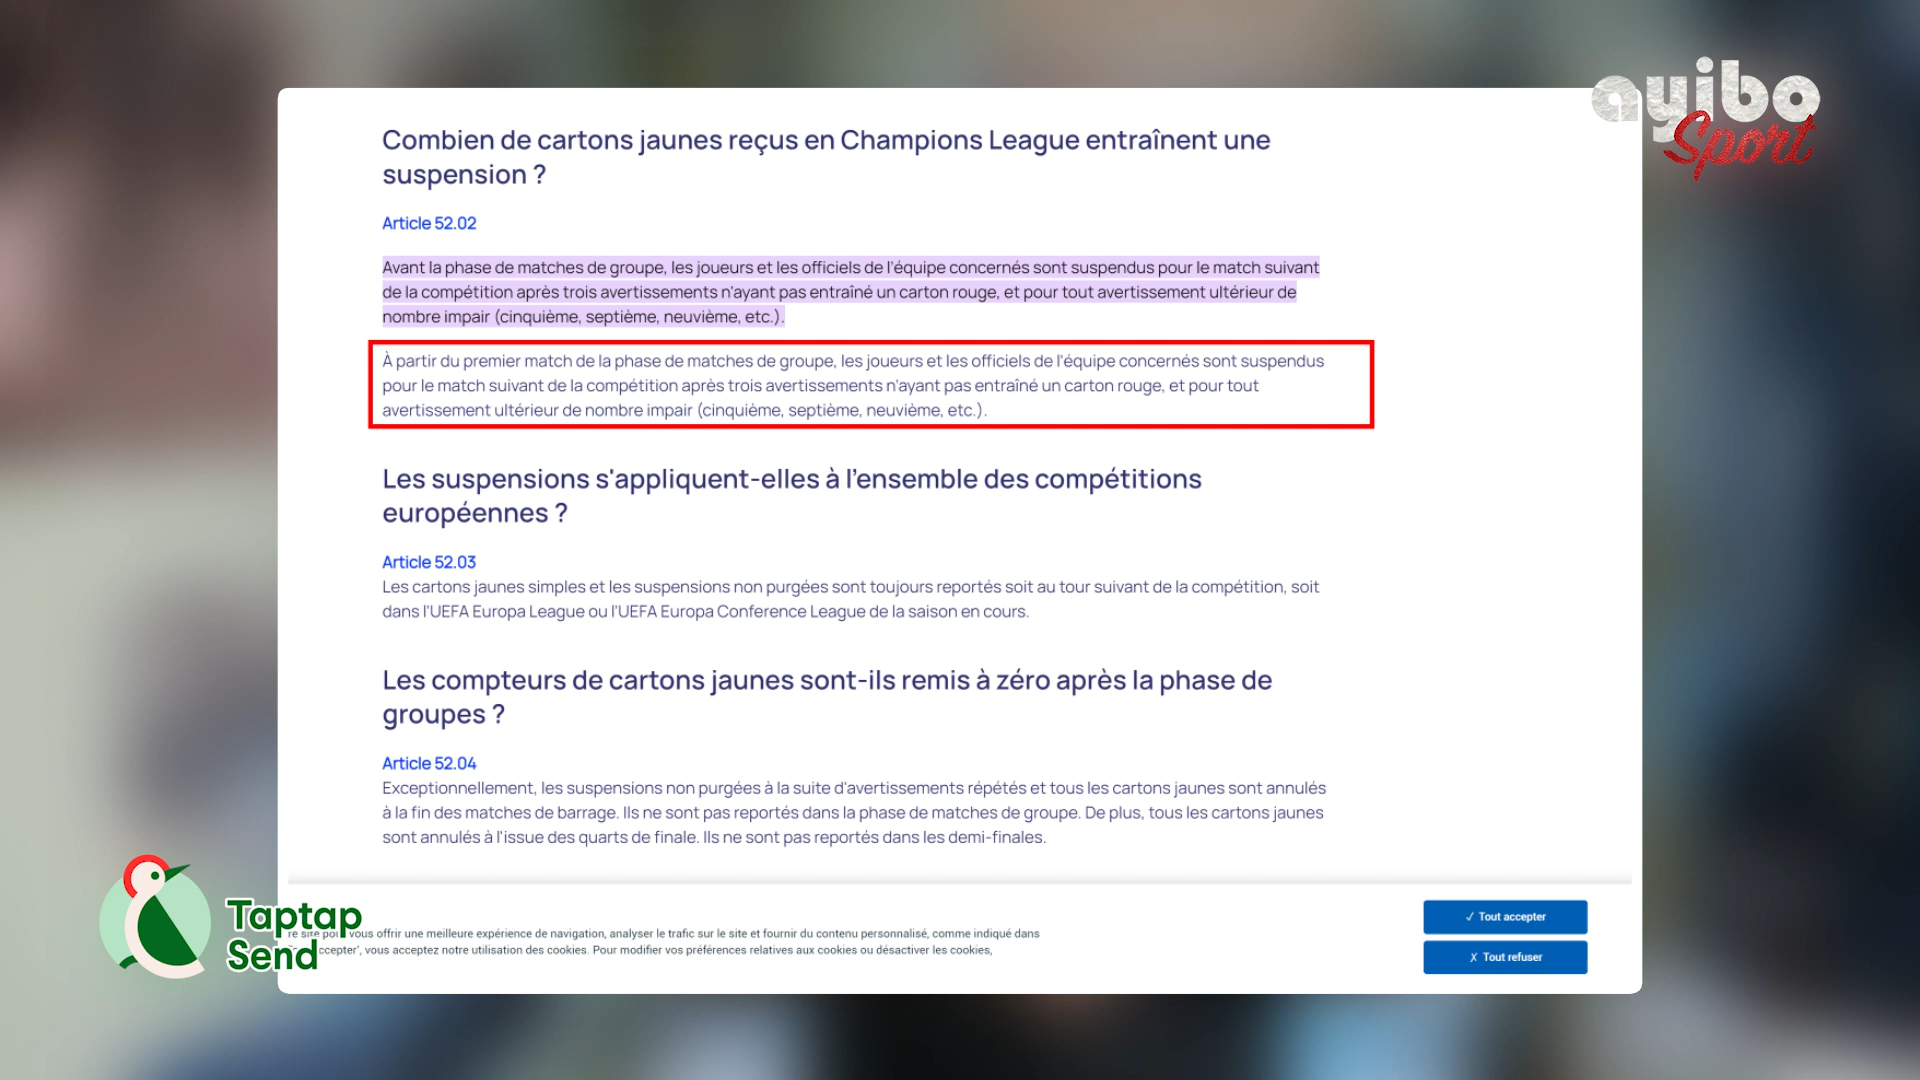 ayibo
Sport
Combien de cartons jaunes reçus en Champions League entraînent une
suspension ?
Article 52.02
Avant la phase de matches de groupe, les joueurs et les officiels de l'équipe concernés sont suspendus pour le match suivant
de la compétition après trois avertissements n'ayant pas entraîné un carton rouge, et pour tout avertissement ultérieur de
nombre impair (cinquième, septième, neuvième, etc.).
À partir du premier match de la phase de matches de groupe, les joueurs et les officiels de l'équipe concernés sont suspendus
pour le match suivant de la compétition après trois avertissements n'ayant pas entraîné un carton rouge, et pour tout
avertissement ultérieur de nombre impair (cinquième, septième, neuvième, etc.).
Les suspensions s'appliquent-elles à l'ensemble des compétitions
européennes ?
Article 52.03
Les cartons jaunes simples et les suspensions non purgées sont toujours reportés soit au tour suivant de la compétition, soit
dans l'UEFA Europa League ou l'UEFA Europa Conference League de la saison en cours.
Les compteurs de cartons jaunes sont-ils remis à zéro après la phase de
groupes ?
Article 52.04
Exceptionnellement, les suspensions non purgées à la suite d'avertissements répétés et tous les cartons jaunes sont annulés
à la fin des matches de barrage. Ils ne sont pas reportés dans la phase de matches de groupe. De plus, tous les cartons jaunes
sont annulés à l'issue des quarts de finale. Ils ne sont pas reportés dans les demi-finales.
Taptap
Send
site vous offrir une meilleure expérience de navigation, analyser le trafic sur le site et fournir du contenu personnalisé, comme indiqué dans
accepter', vous acceptez notre utilisation des cookies. Pour modifier vos préférences relatives aux cookies ou désactiver les cookies,
✓ Tout accepter
X Tout refuser